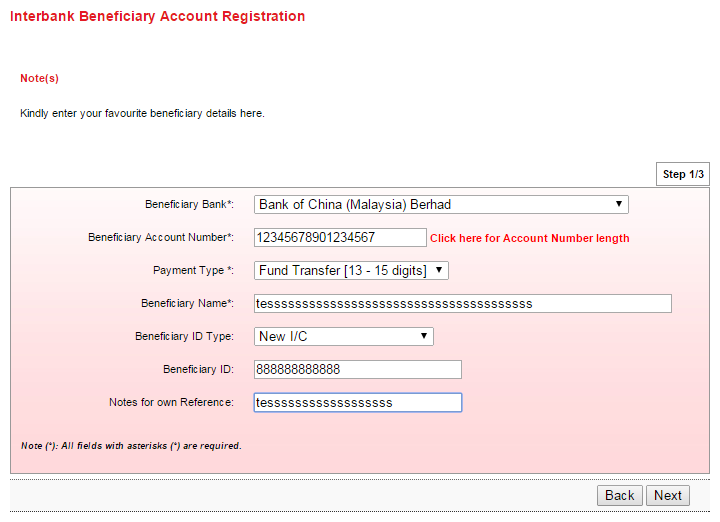 Interbank Beneficiary Account Registration
Note(s)
Kindly enter your favourite beneficiary details here.
Step 1/3
Beneficiary Bank*: Bank of China (Malaysia) Berhad
Beneficiary Account Number*: 12345678901234567 Click here for Account Number length
Payment Type *: Fund Transfer [13 - 15 digits]
Beneficiary Name*: tessssssssssssssssssssssssssssssssssssss
Beneficiary ID Type: New I/C
Beneficiary ID: 888888888888
Notes for own Reference: tessssssssssssssssss
Note (*): All fields with asterisks (*) are required.
Back Next